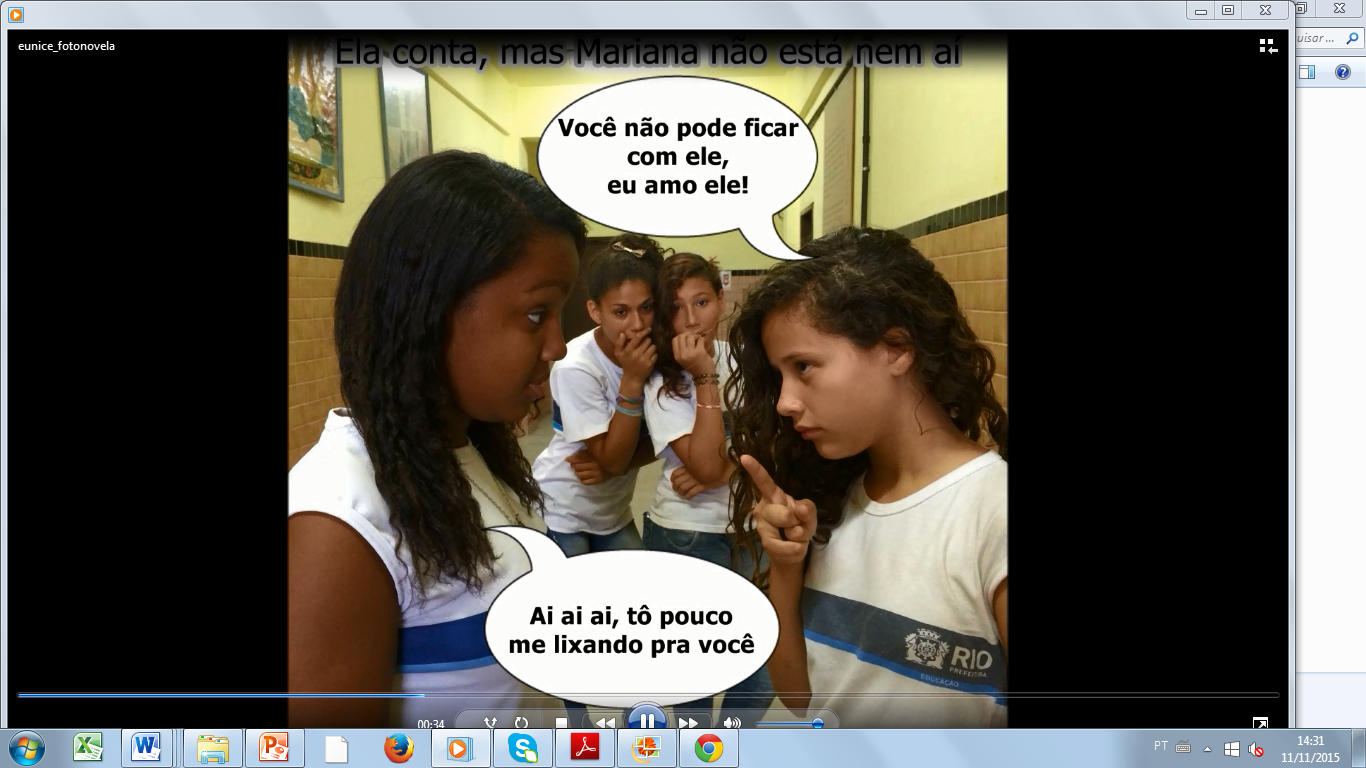 eunice_fotonovela
Ela conta, mas Mariana não está nem aí
Você não pode ficar
com ele,
eu amo ele!
Ai ai ai, tô pouco
me lixando pra você
RIO
PREFEITURA
EDUCAÇÃO
uisar ...
00:34
PT
14:31
11/11/2015